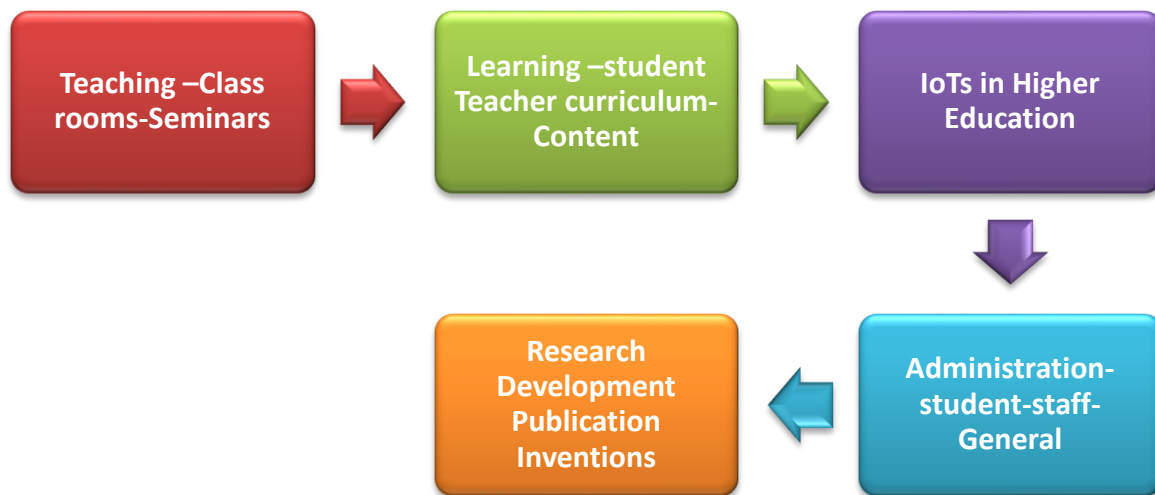 Teaching –Class
rooms-Seminars
Learning –student
Teacher curriculum-
Content
IoTs in Higher
Education
Administration-
student-staff-
General
Research
Development
Publication
Inventions